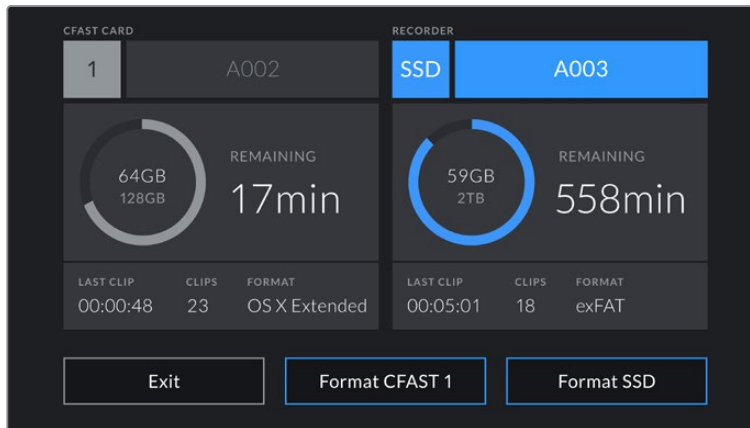 CFAST CARD
1 A002
64GB
128GB
REMAINING
17min
LAST CLIP CLIPS FORMAT
00:00:48 23 OS X Extended
RECORDER
SSD A003
59GB
2TB
REMAINING
558min
LAST CLIP CLIPS FORMAT
00:05:01 18 exFAT
Exit Format CFAST 1 Format SSD